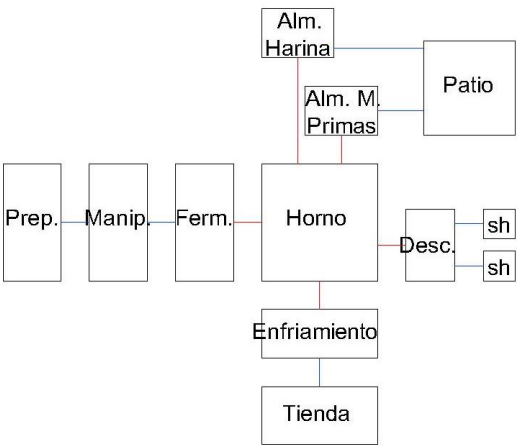 Alm.
Harina
Alm. M.
Primas
Patio
Prep.
Manip.
Ferm.
Horno
Desc.
sh
sh
Enfriamiento
Tienda